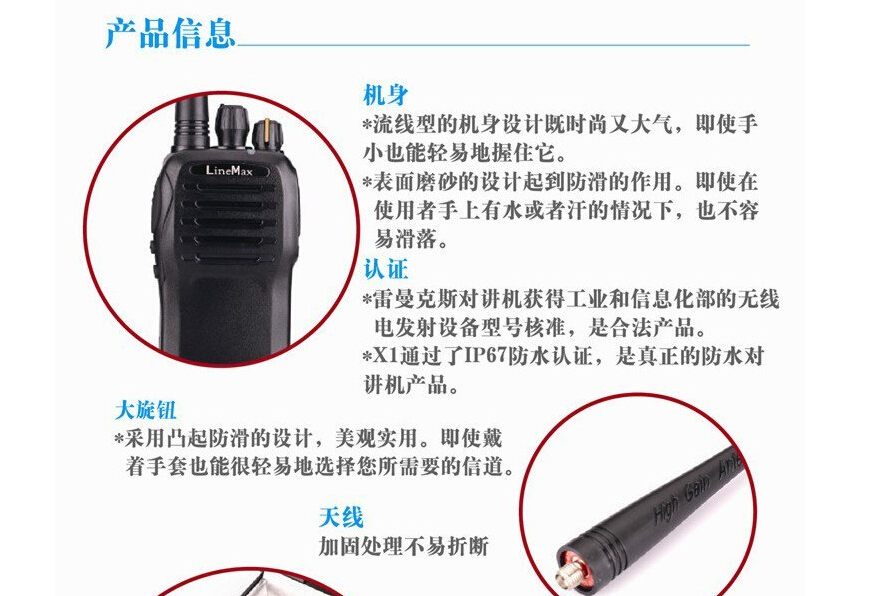 产品信息
LineMax
机身
*流线型的机身设计既时尚又大气，即使手
小也能轻易地握住它。
*表面磨砂的设计起到防滑的作用。即使在
使用者手上有水或者汗的情况下，也不容
易滑落。
认证
*雷曼克斯对讲机获得工业和信息化部的无线
电发射设备型号核准，是合法产品。
*X1通过了IP67防水认证，是真正的防水对
讲机产品。
大旋钮
*采用凸起防滑的设计，美观实用。即使戴
着手套也能很轻易地选择您所需要的信道。
天线
加固处理不易折断
High Gain